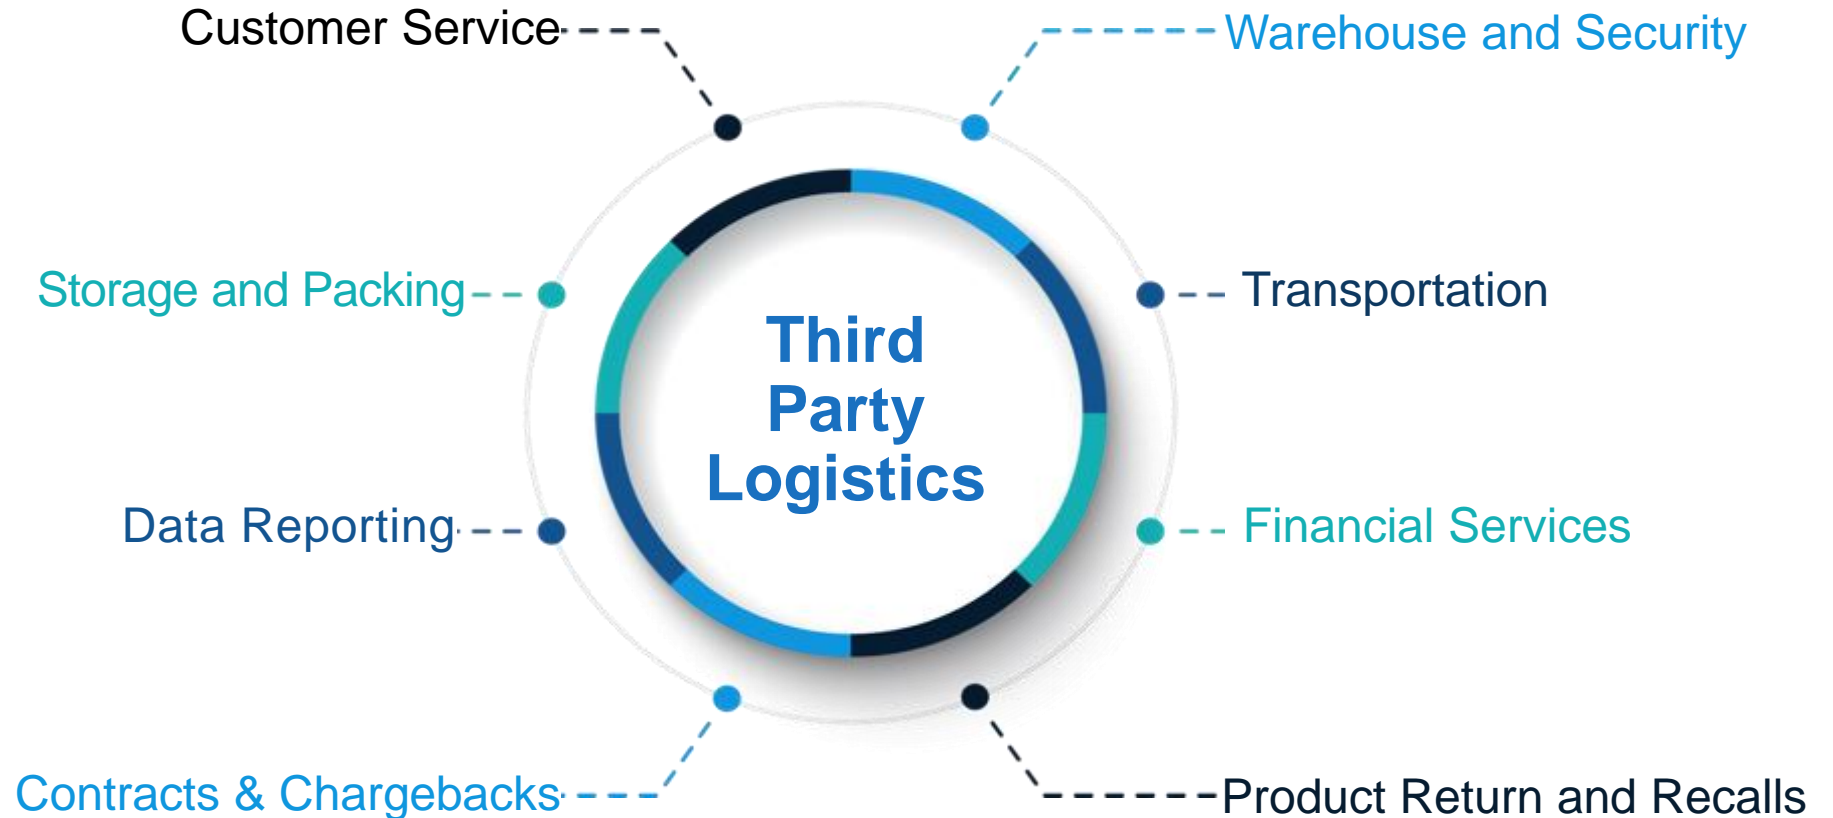 Customer Service
Warehouse and Security
Storage and Packing
Transportation
Third
Party
Logistics
Data Reporting
Financial Services
Contracts & Chargebacks
Product Return and Recalls